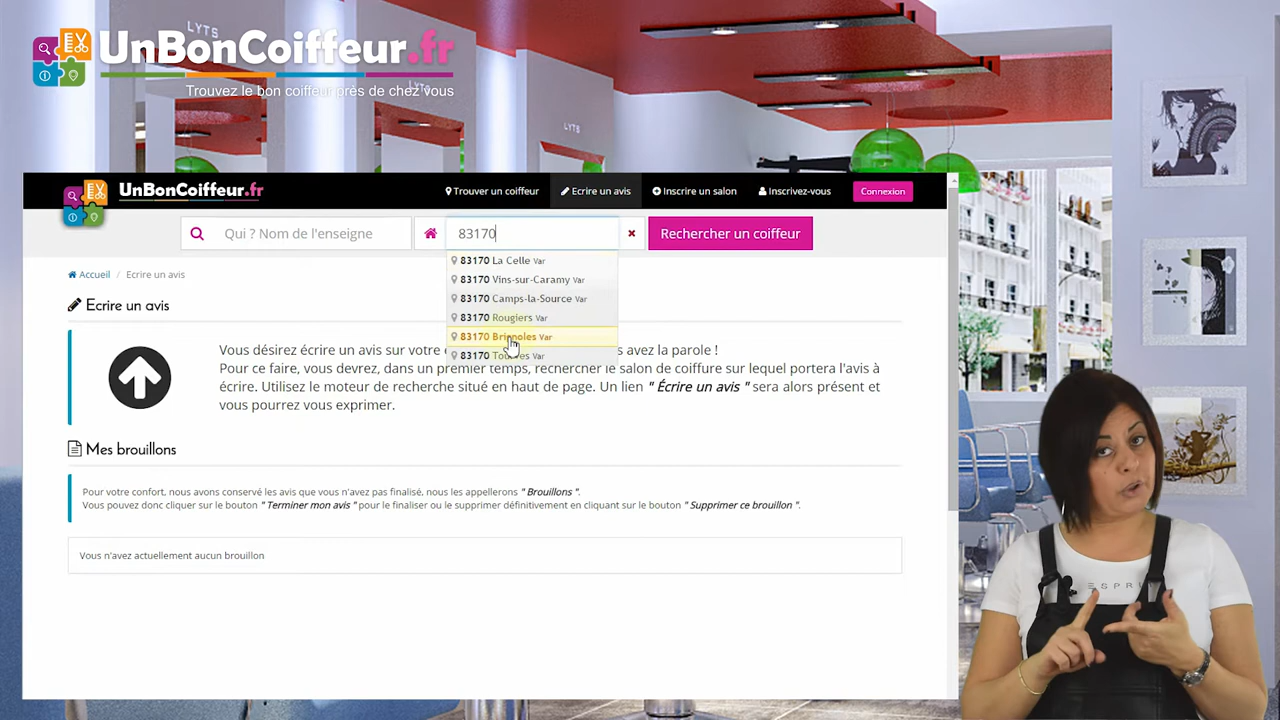 LYTS
UnBonCoiffeur.fr
Trouvez le bon coiffeur près de chez vous
LYTS
LYTS
UnBonCoiffeur.fr
Trouver un coiffeur
Ecrire un avis
Inscrire un salon
Inscrivez-vous
Connexion
Qui ? Nom de l'enseigne
83170
Rechercher un coiffeur
83170 La Celle Var
83170 Vins-sur-Caramy Var
83170 Camps-la-Source Var
83170 Rougiers Var
83170 Brignoles Var
83170 Tourves Var
Accueil / Ecrire un avis
Ecrire un avis
Vous désirez écrire un avis sur votre c s avez la parole !
Pour ce faire, vous devrez, dans un premier temps, rechercher le salon de coiffure sur lequel portera l'avis à
écrire. Utilisez le moteur de recherche situé en haut de page. Un lien " Écrire un avis " sera alors présent et
vous pourrez vous exprimer.
Mes brouillons
Pour votre confort, nous avons conservé les avis que vous n'avez pas finalisé, nous les appellerons " Brouillons ".
Vous pouvez donc cliquer sur le bouton " Terminer mon avis " pour le finaliser ou le supprimer définitivement en cliquant sur le bouton " Supprimer ce brouillon ".
Vous n'avez actuellement aucun brouillon
ESPRIT